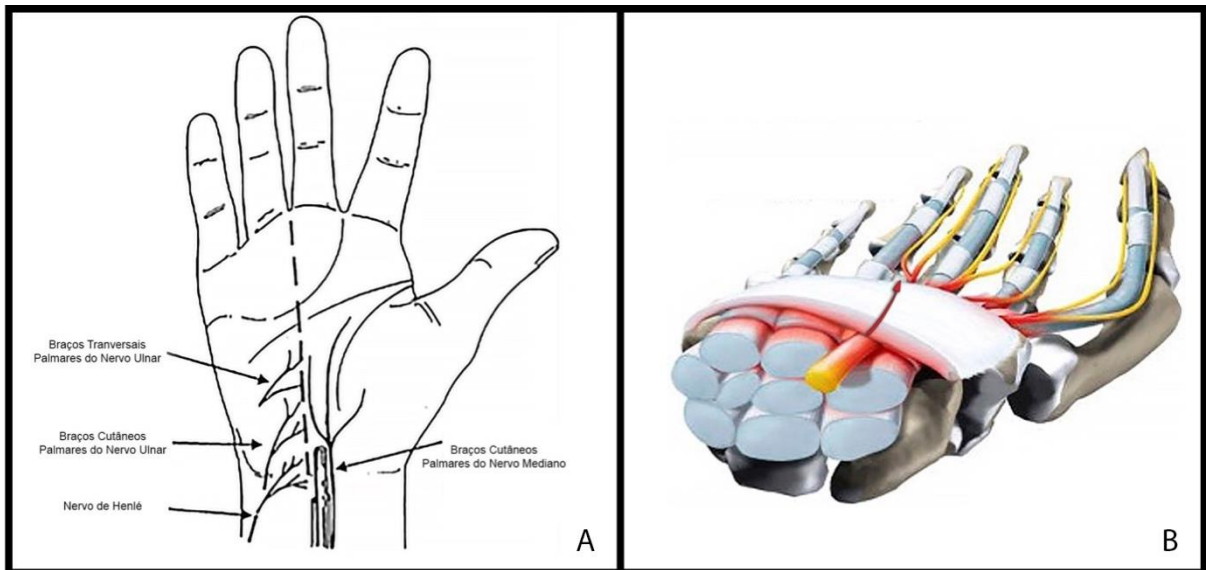 Braços Tranversais
Palmares do Nervo Ulnar
Braços Cutâneos
Palmares do Nervo Ulnar
Braços Cutâneos
Palmares do Nervo Mediano
Nervo de Henlé
A
B